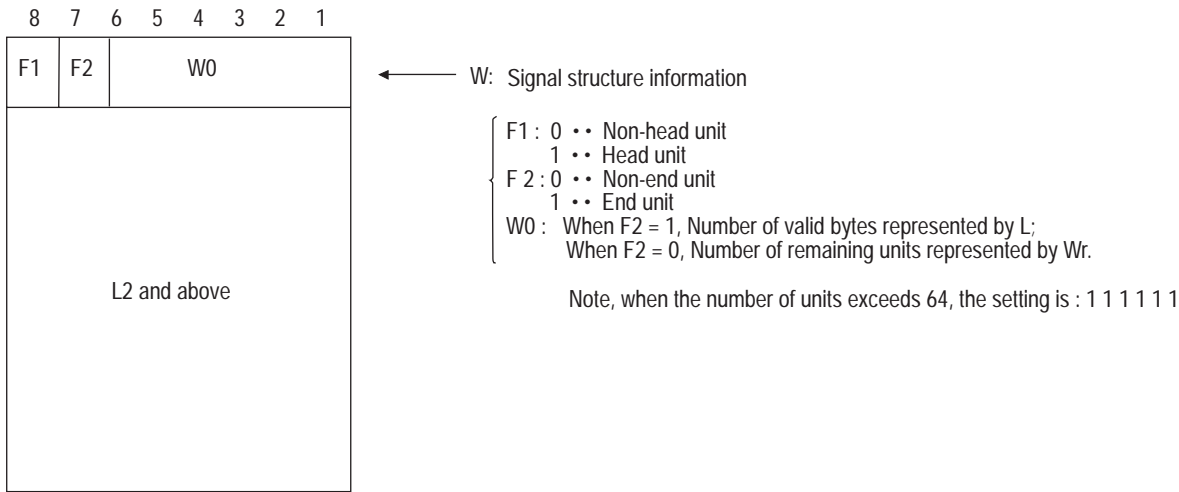 8 7 6 5 4 3 2 1
F1 F2 W0
W: Signal structure information
F1 : 0 •• Non-head unit
1 •• Head unit
F 2 : 0 •• Non-end unit
1 •• End unit
W0 : When F2 = 1, Number of valid bytes represented by L;
When F2 = 0, Number of remaining units represented by Wr.
L2 and above
Note, when the number of units exceeds 64, the setting is : 1 1 1 1 1 1